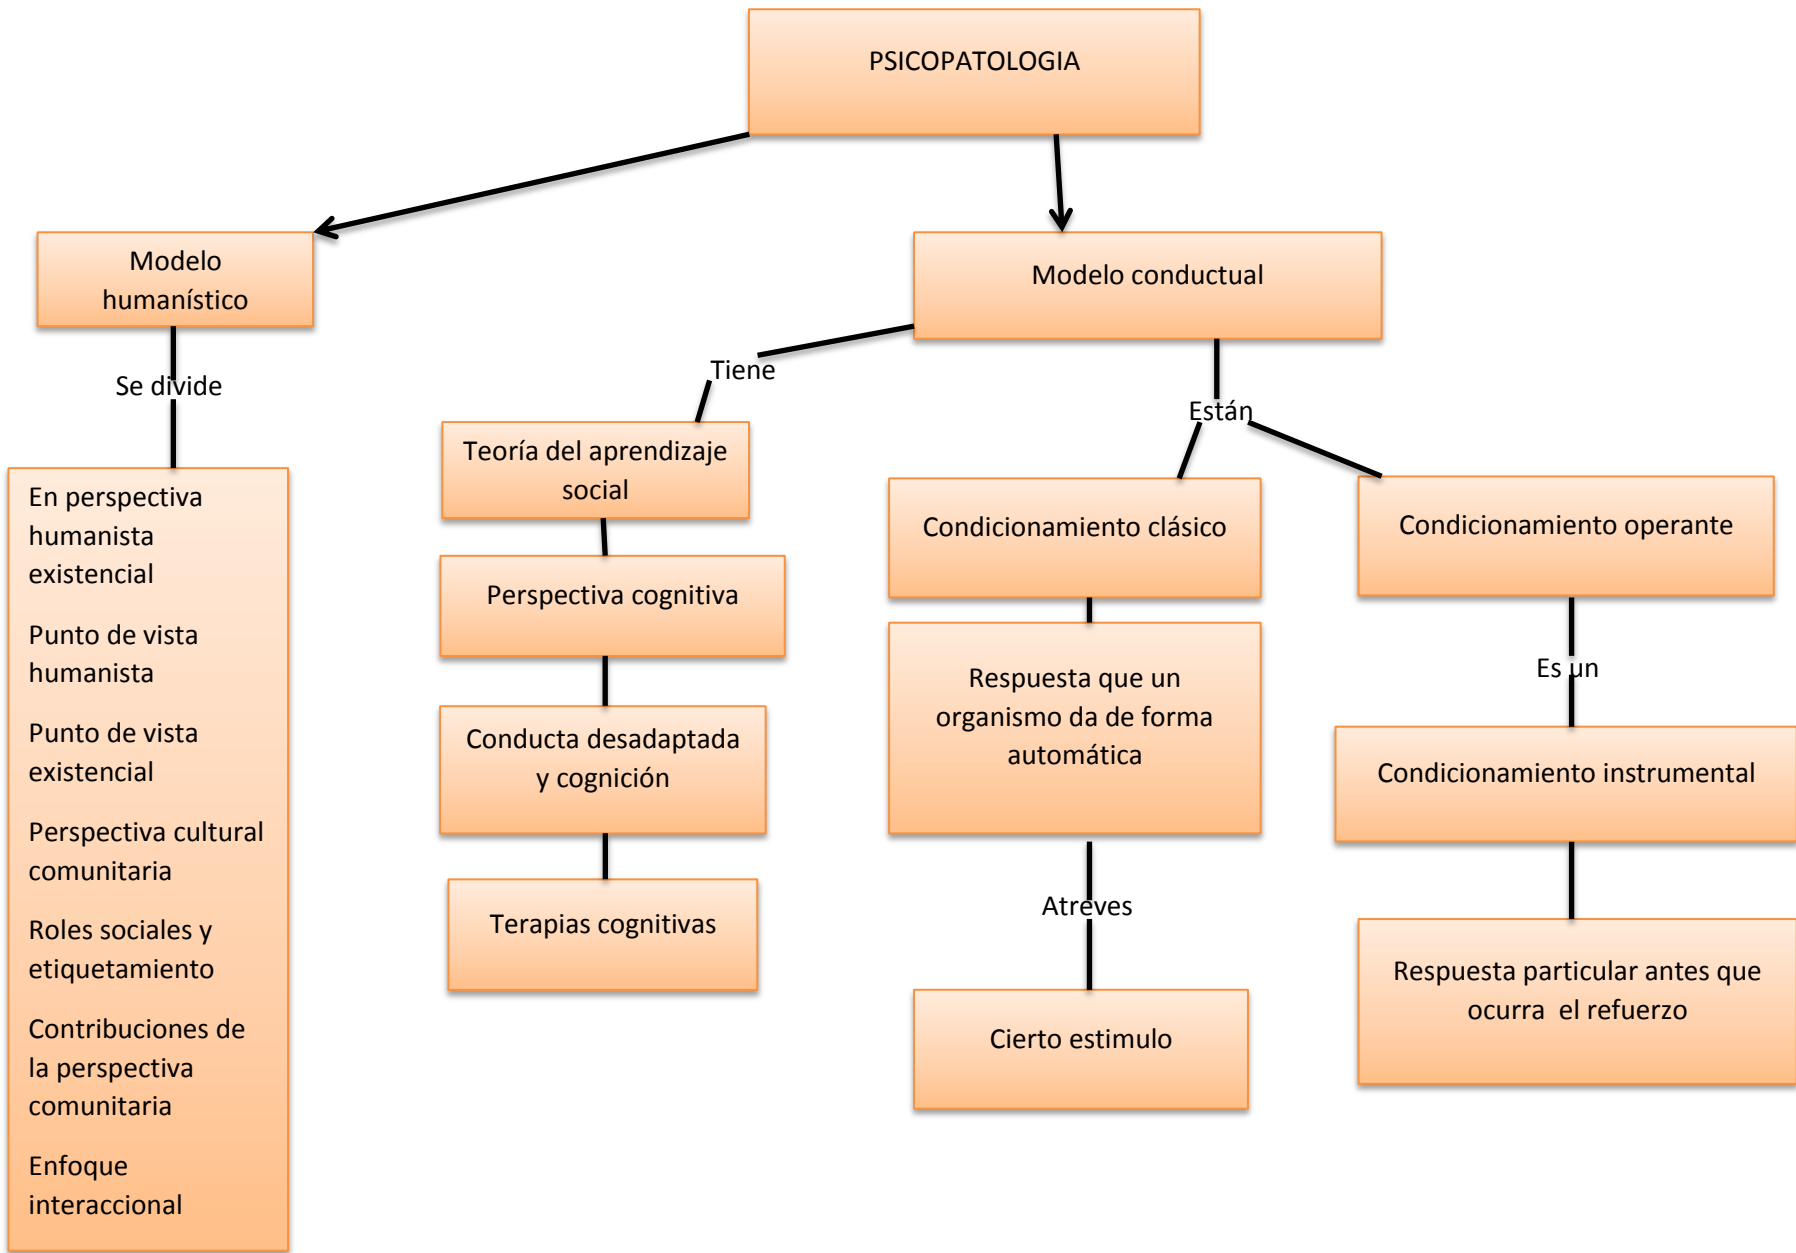 PSICOPATOLOGIA
Modelo
humanístico
Se divide
En perspectiva
humanista
existencial
Punto de vista
humanista
Punto de vista
existencial
Perspectiva cultural
comunitaria
Roles sociales y
etiquetamiento
Contribuciones de
la perspectiva
comunitaria
Enfoque
interaccional
Modelo conductual
Tiene
Teoría del aprendizaje
social
Perspectiva cognitiva
Conducta desadaptada
y cognición
Terapias cognitivas
Están
Condicionamiento clásico
Respuesta que un
organismo da de forma
automática
Atreves
Cierto estimulo
Condicionamiento operante
Es un
Condicionamiento instrumental
Respuesta particular antes que
ocurra  el refuerzo